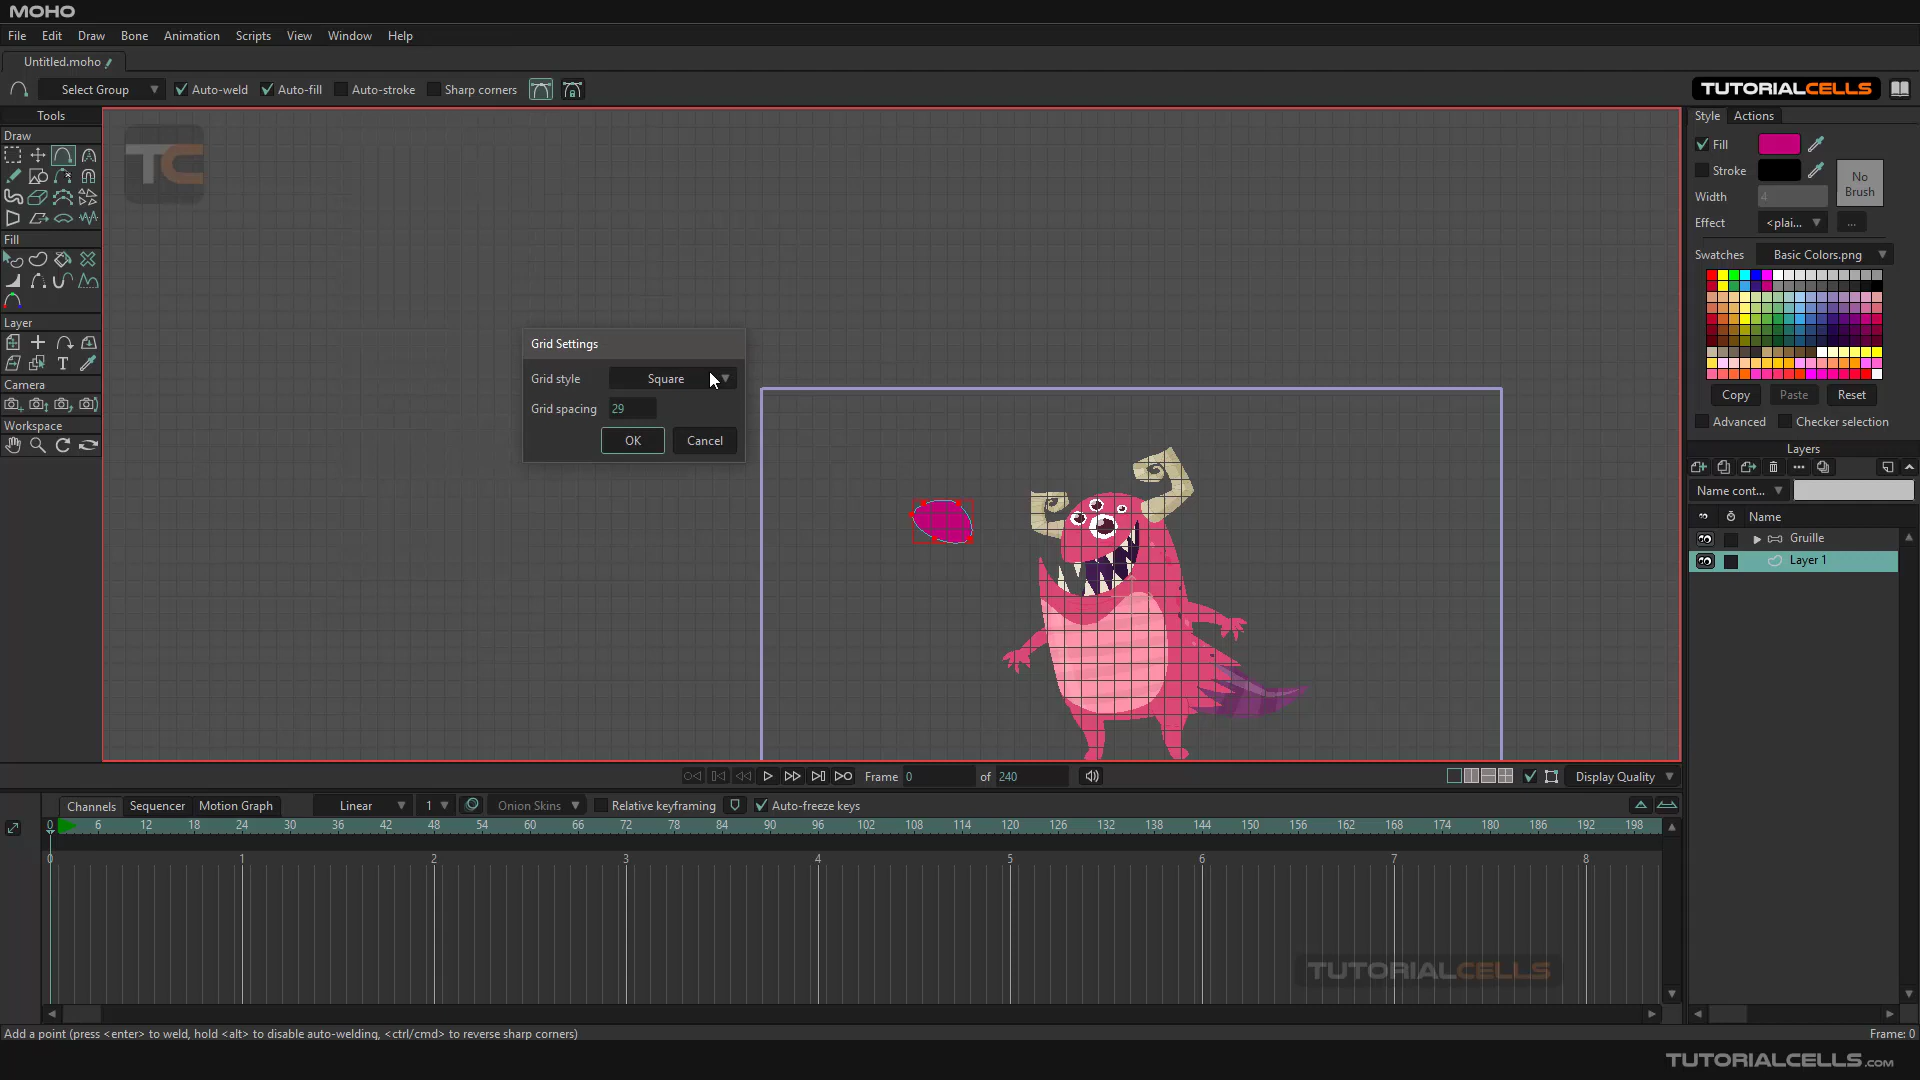 MOHO
File Edit Draw Bone Animation Scripts View Window Help
Untitled.moho
Select Group Auto-weld Auto-fill Auto-stroke Sharp corners
TUTORIALCELLS
Tools
Draw
Fill
Layer
T
Camera
Workspace
TC
Grid Settings
Grid style Square
Grid spacing 29
OK Cancel
Style Actions
Fill
Stroke
No Brush
Width 4
Effect <plai... ...
Swatches Basic Colors.png
Copy Paste Reset
Advanced Checker selection
Layers
Name cont...
Name
Gruille
Layer 1
Frame 0 of 240
Display Quality
Channels Sequencer Motion Graph Linear 1 Onion Skins Relative keyframing Auto-freeze keys
0 6 12 18 24 30 36 42 48 54 60 66 72 78 84 90 96 102 108 114 120 126 132 138 144 150 156 162 168 174 180 186 192 198
0 1 2 3 4 5 6 7 8
TUTORIALCELLS
Add a point (press <enter> to weld, hold <alt> to disable auto-welding, <ctrl/cmd> to reverse sharp corners)
Frame: 0
TUTORIALCELLS.COM